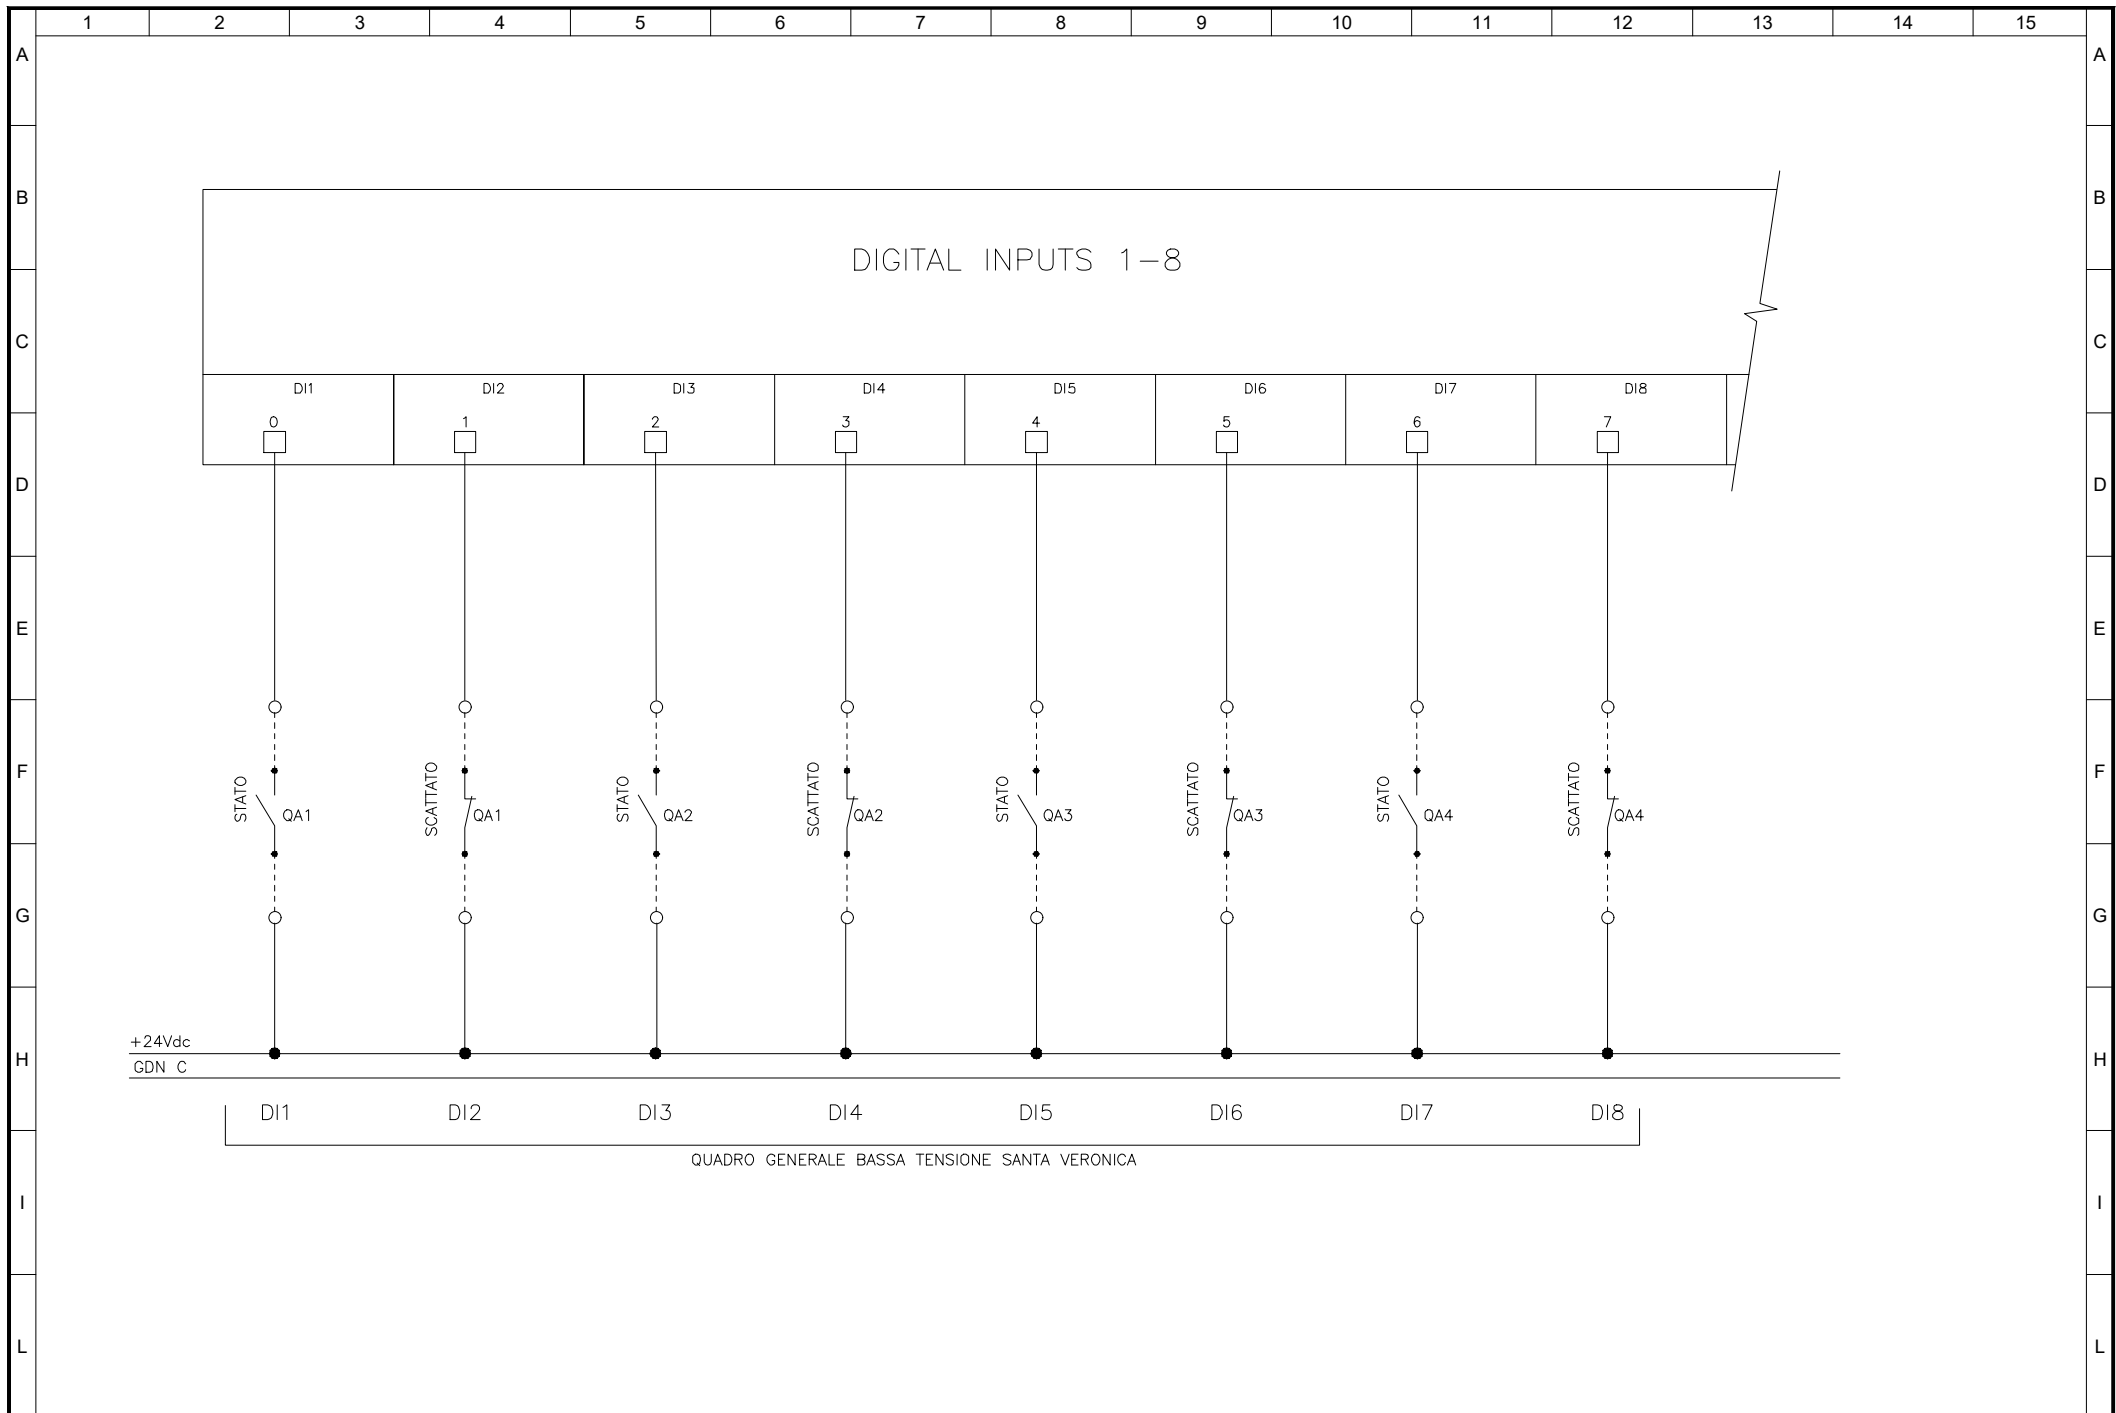 1 2 3 4 5 6 7 8 9 10 11 12 13 14 15
A A
B B
DIGITAL INPUTS 1-8
C C
DI1 DI2 DI3 DI4 DI5 DI6 DI7 DI8
0 1 2 3 4 5 6 7
D D
E E
F F
STATO SCATTATO STATO SCATTATO STATO SCATTATO STATO SCATTATO
QA1 QA1 QA2 QA2 QA3 QA3 QA4 QA4
G G
+24Vdc
H H
GDN C
DI1 DI2 DI3 DI4 DI5 DI6 DI7 DI8
QUADRO GENERALE BASSA TENSIONE SANTA VERONICA
I I
L L